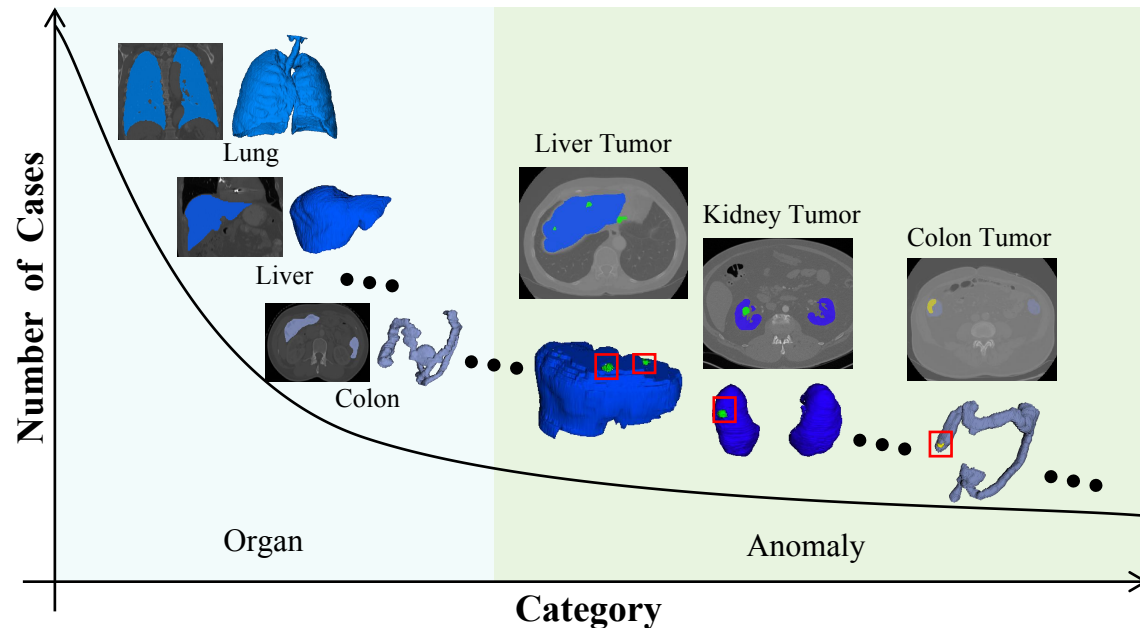 Number of Cases
Lung
Liver
Colon
Liver Tumor
Kidney Tumor
Colon Tumor
Organ
Anomaly
Category